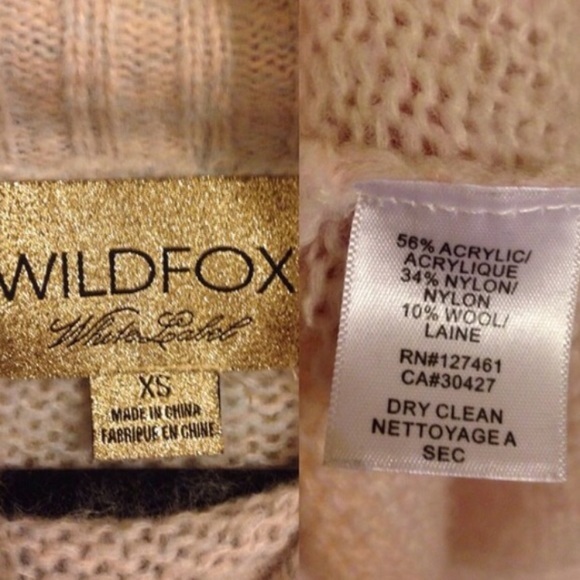 WILDFOX
White Label
XS
MADE IN CHINA
FABRIPUE EN CHINE
56% ACRYLIC/
ACRYLIQUE
34% NYLON/
NYLON
10% WOOL/
LAINE
RN#127461
CA#30427
DRY CLEAN
NETTOYAGE A
SEC